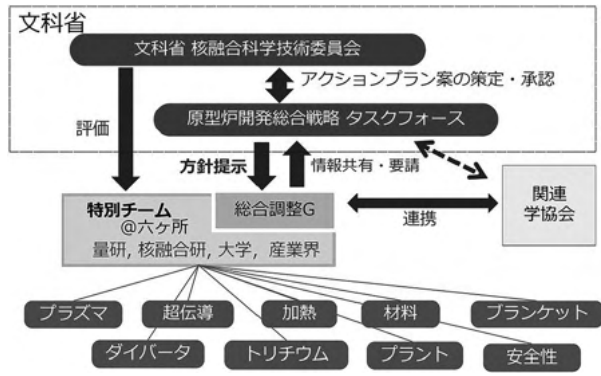 文科省
文科省 核融合科学技術委員会
アクションプラン案の策定・承認
原型炉開発総合戦略 タスクフォース
評価
方針提示
情報共有・要請
特別チーム
@六ヶ所
総合調整G
量研, 核融合研, 大学, 産業界
連携
関連
学協会
プラズマ
超伝導
加熱
材料
ブランケット
ダイバータ
トリチウム
プラント
安全性